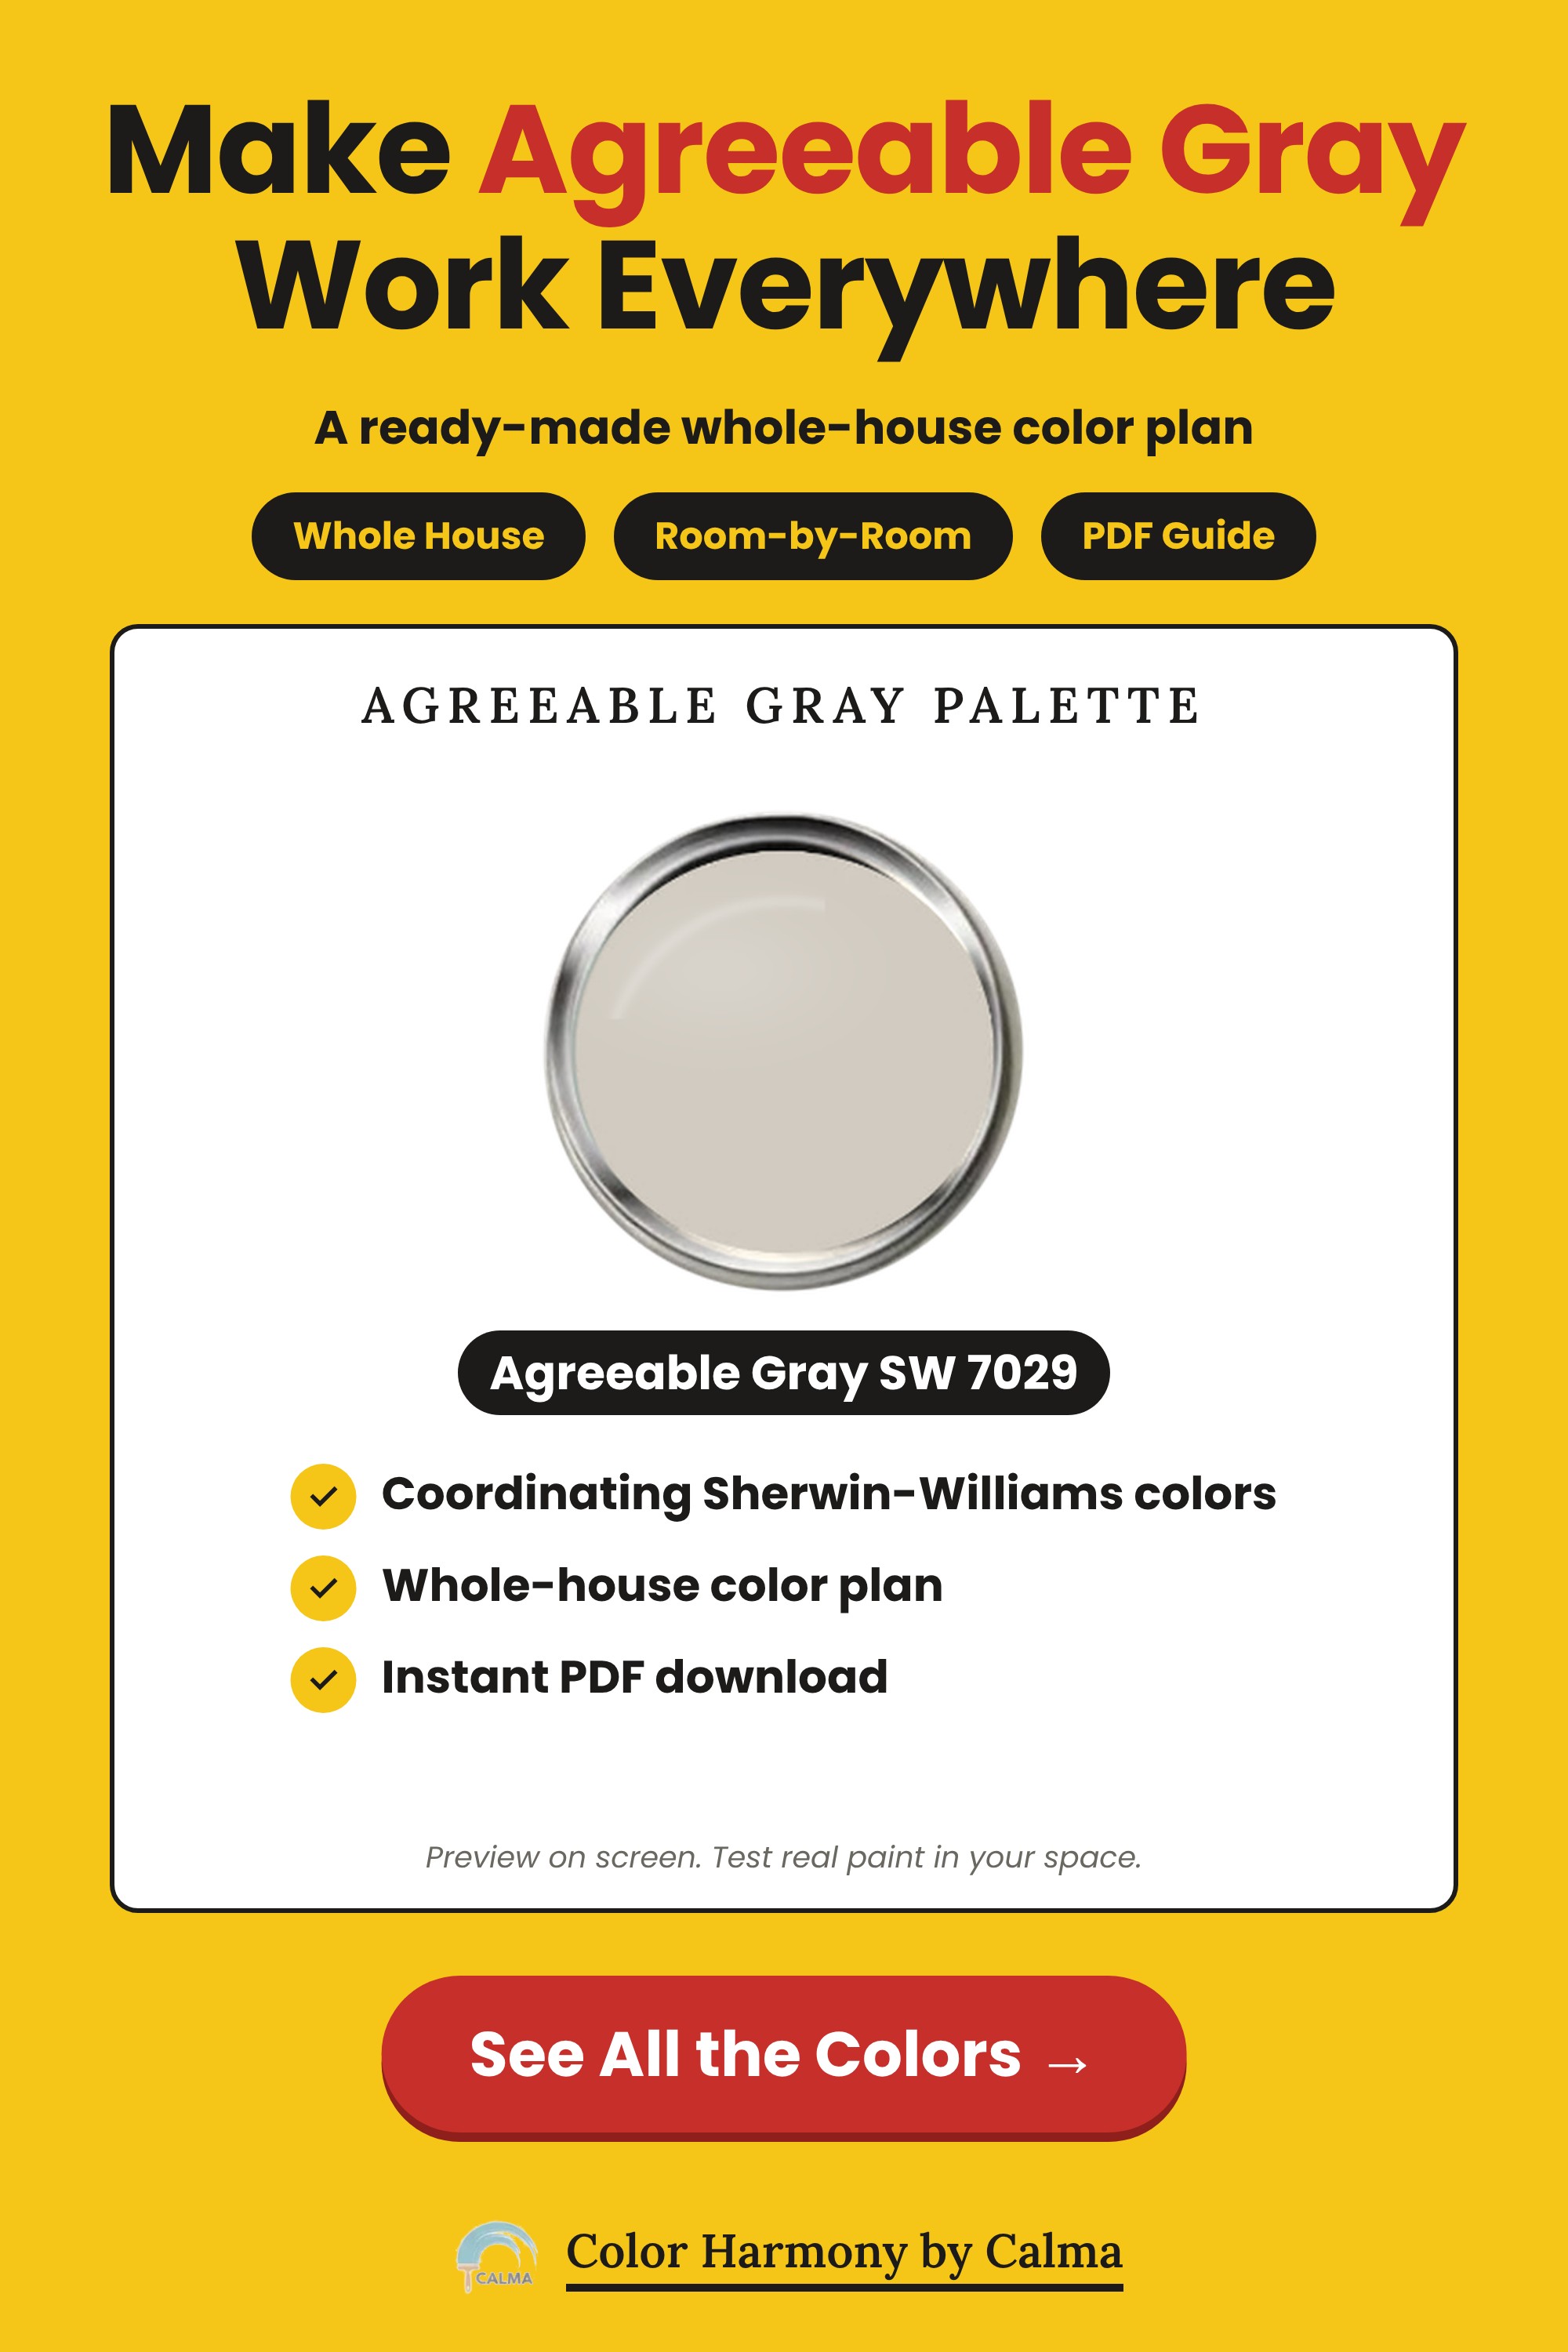 Make Agreeable Gray
Work Everywhere
A ready-made whole-house color plan
Whole House
Room-by-Room
PDF Guide
AGREEABLE GRAY PALETTE
Agreeable Gray SW 7029
Coordinating Sherwin-Williams colors
Whole-house color plan
Instant PDF download
Preview on screen. Test real paint in your space.
See All the Colors →
CALMA
Color Harmony by Calma